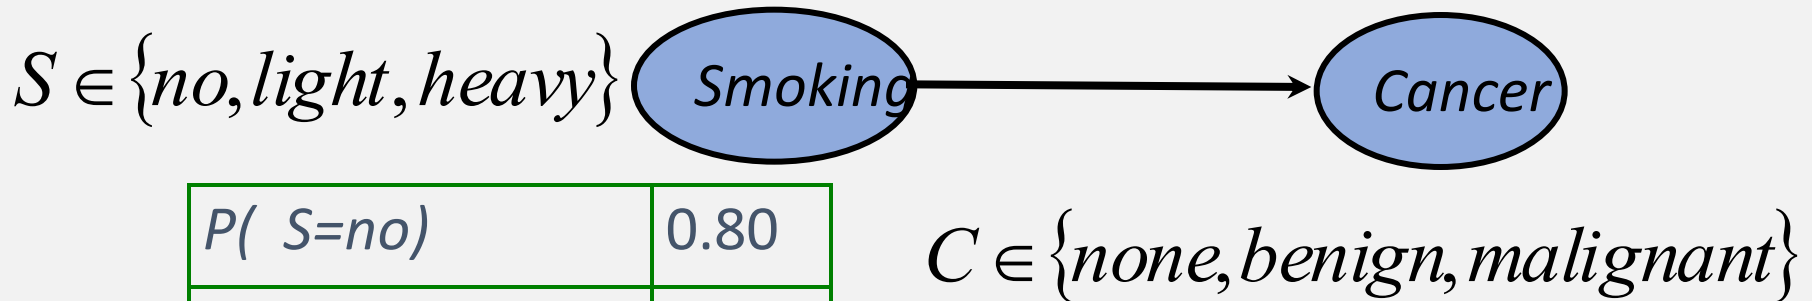 S ∈ {no, light, heavy} Smoking Cancer
P( S=no) 0.80
C ∈ {none, benign, malignant}